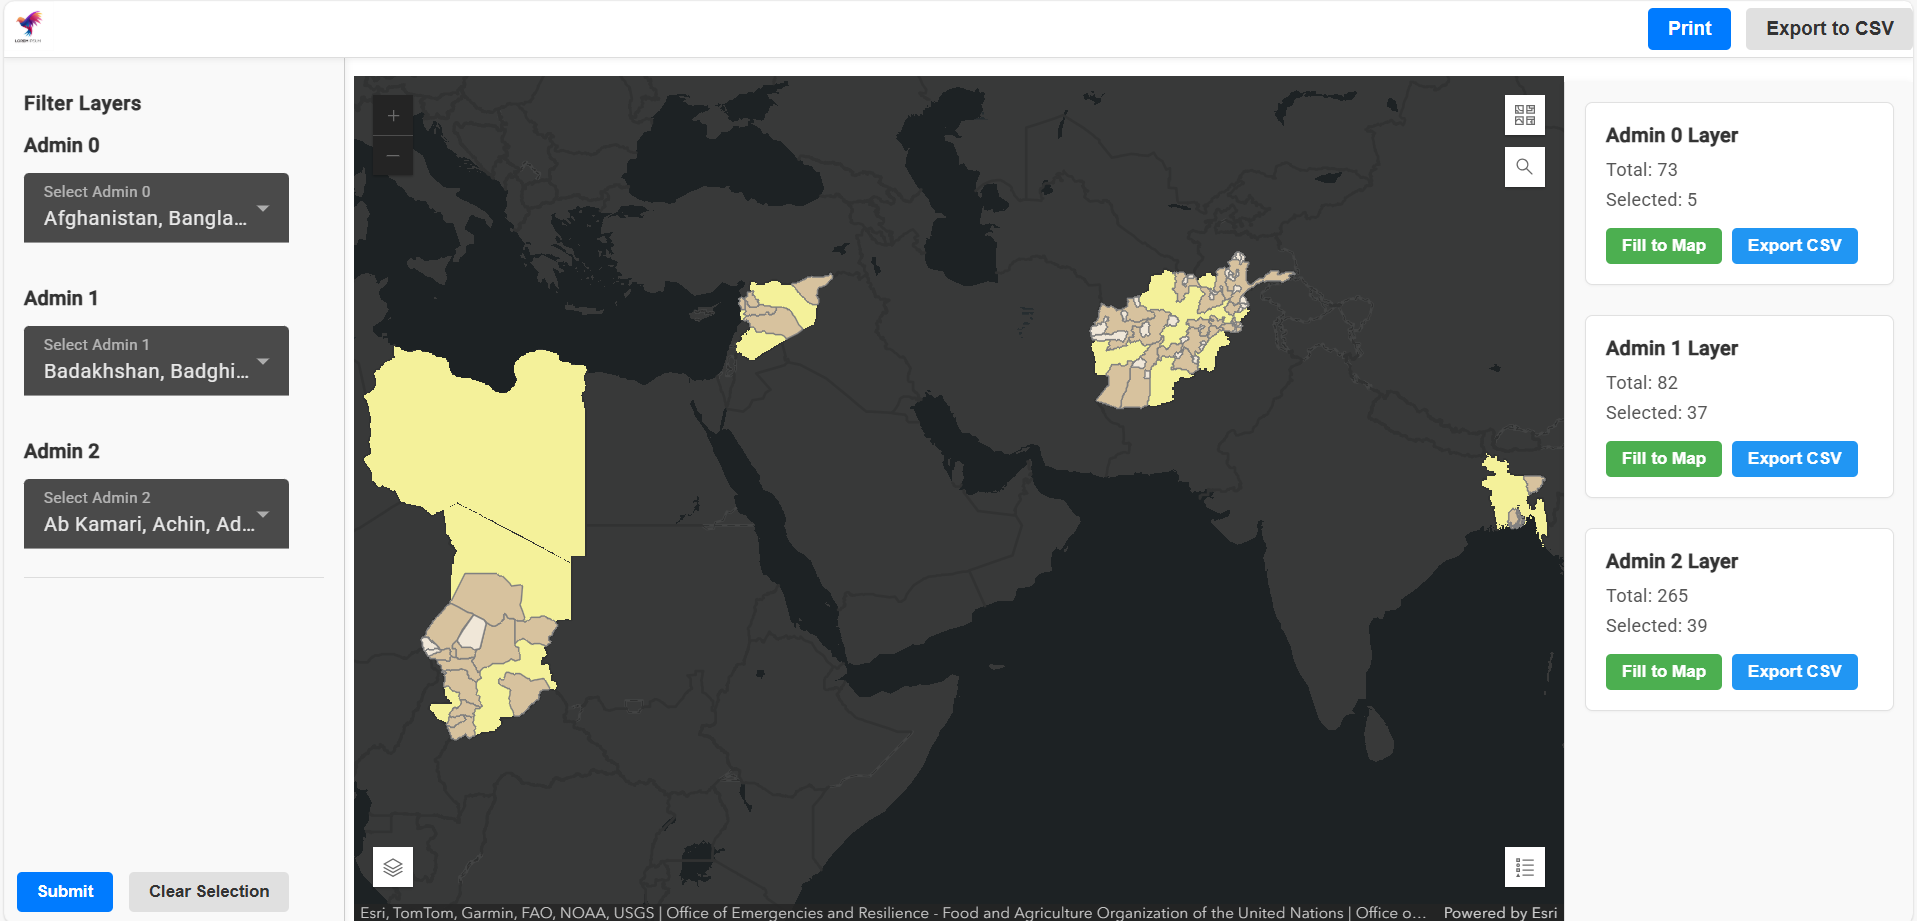 LOREM IPSUM
Print
Export to CSV
Filter Layers
Admin 0
Select Admin 0
Afghanistan, Bangla...
Admin 1
Select Admin 1
Badakhshan, Badghi...
Admin 2
Select Admin 2
Ab Kamari, Achin, Ad...
Submit
Clear Selection
+
−
Esri, TomTom, Garmin, FAO, NOAA, USGS | Office of Emergencies and Resilience - Food and Agriculture Organization of the United Nations | Office o...
Powered by Esri
Admin 0 Layer
Total: 73
Selected: 5
Fill to Map
Export CSV
Admin 1 Layer
Total: 82
Selected: 37
Fill to Map
Export CSV
Admin 2 Layer
Total: 265
Selected: 39
Fill to Map
Export CSV